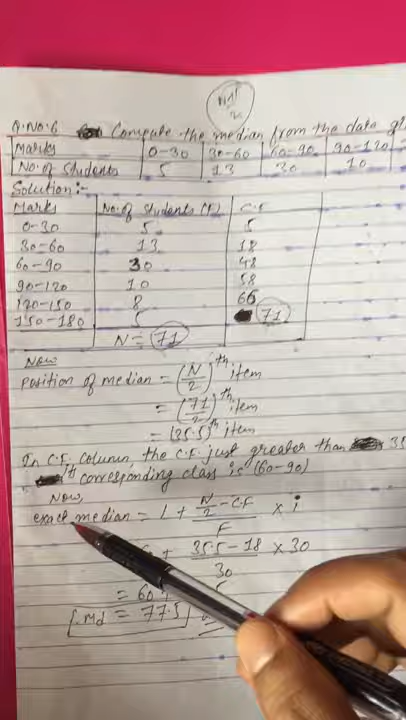 N+1
2
Q.No.6 Compute the median from the data
Marks 0-30 30-60 60-90 90-120
No. of students 5 13 30 10
Solution:-
Marks No. of students (F) C.F
0-30 5 5
30-60 13 18
60-90 30 48
90-120 10 58
120-150 8 66
150-180 5 71
N = 71
Now
position of median = (N/2)th item
= (71/2)th item
= (35.5)th item
In C.F. column, the C.F. just greater than
corresponding class is (60-90)
Now,
exact median = L + N/2 - C.F / F × i
+ 35.5-18 / 30 × 30
= 60
Md = 77.5